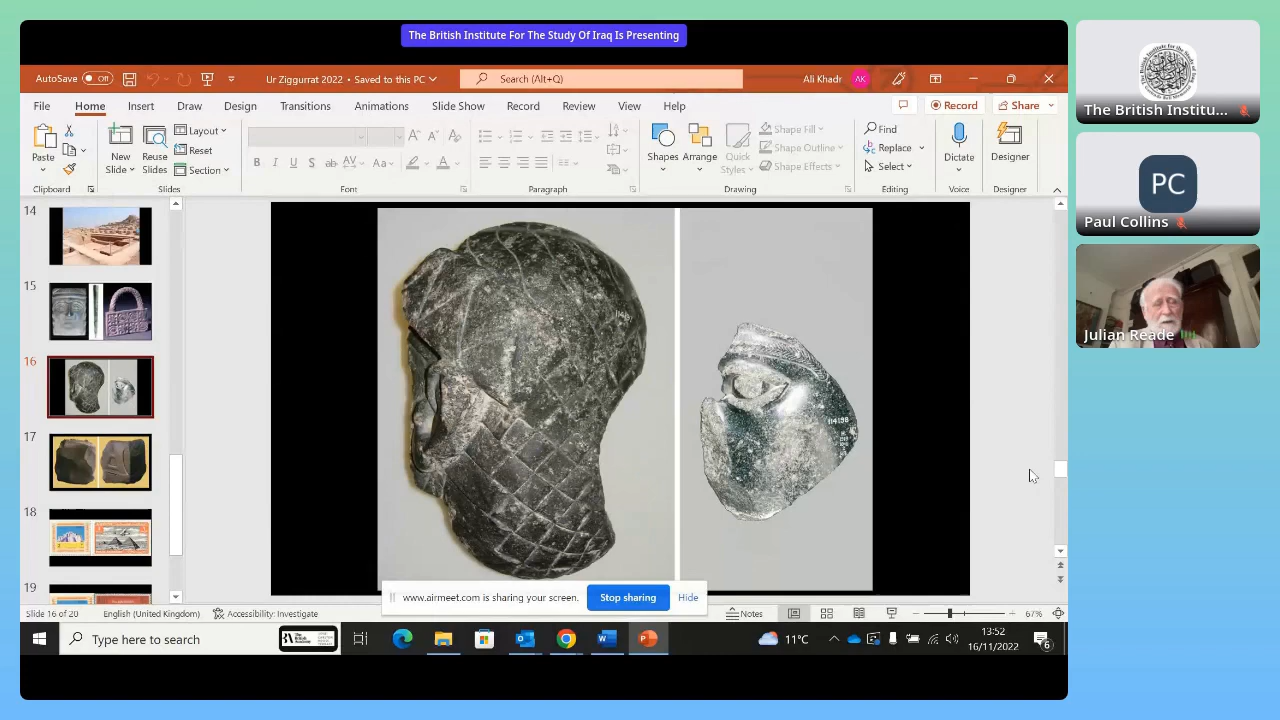 The British Institute For The Study Of Iraq Is Presenting
AutoSave Off
Ur Ziggurat 2022 • Saved to this PC
Search (Alt+Q)
Ali Khadr AK
File Home Insert Draw Design Transitions Animations Slide Show Record Review View Help
Record Share
Paste
New Slide
Reuse Slides
Layout
Reset
Section
Shapes
Arrange
Quick Styles
Shape Fill
Shape Outline
Shape Effects
Find
Replace
Select
Dictate
Designer
Clipboard Slides Font Paragraph Drawing Editing Voice Designer
14
15
16
17
18
19
114198
www.airmeet.com is sharing your screen. Stop sharing Hide
Slide 16 of 20 English (United Kingdom) Accessibility: Investigate Notes 67%
Type here to search
11°C
13:52
16/11/2022
6
The British Institu...
PC
Paul Collins
Julian Reade